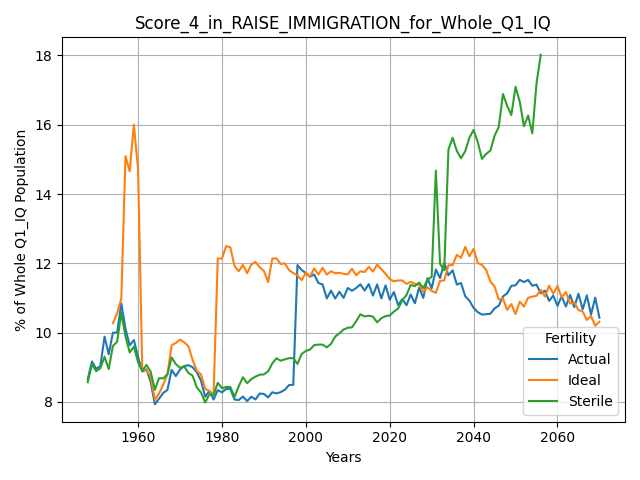 Score_4_in_RAISE_IMMIGRATION_for_Whole_Q1_IQ
% of Whole Q1_IQ Population
18
16
14
12
10
8
1960
1980
2000
2020
2040
2060
Years
Fertility
Actual
Ideal
Sterile